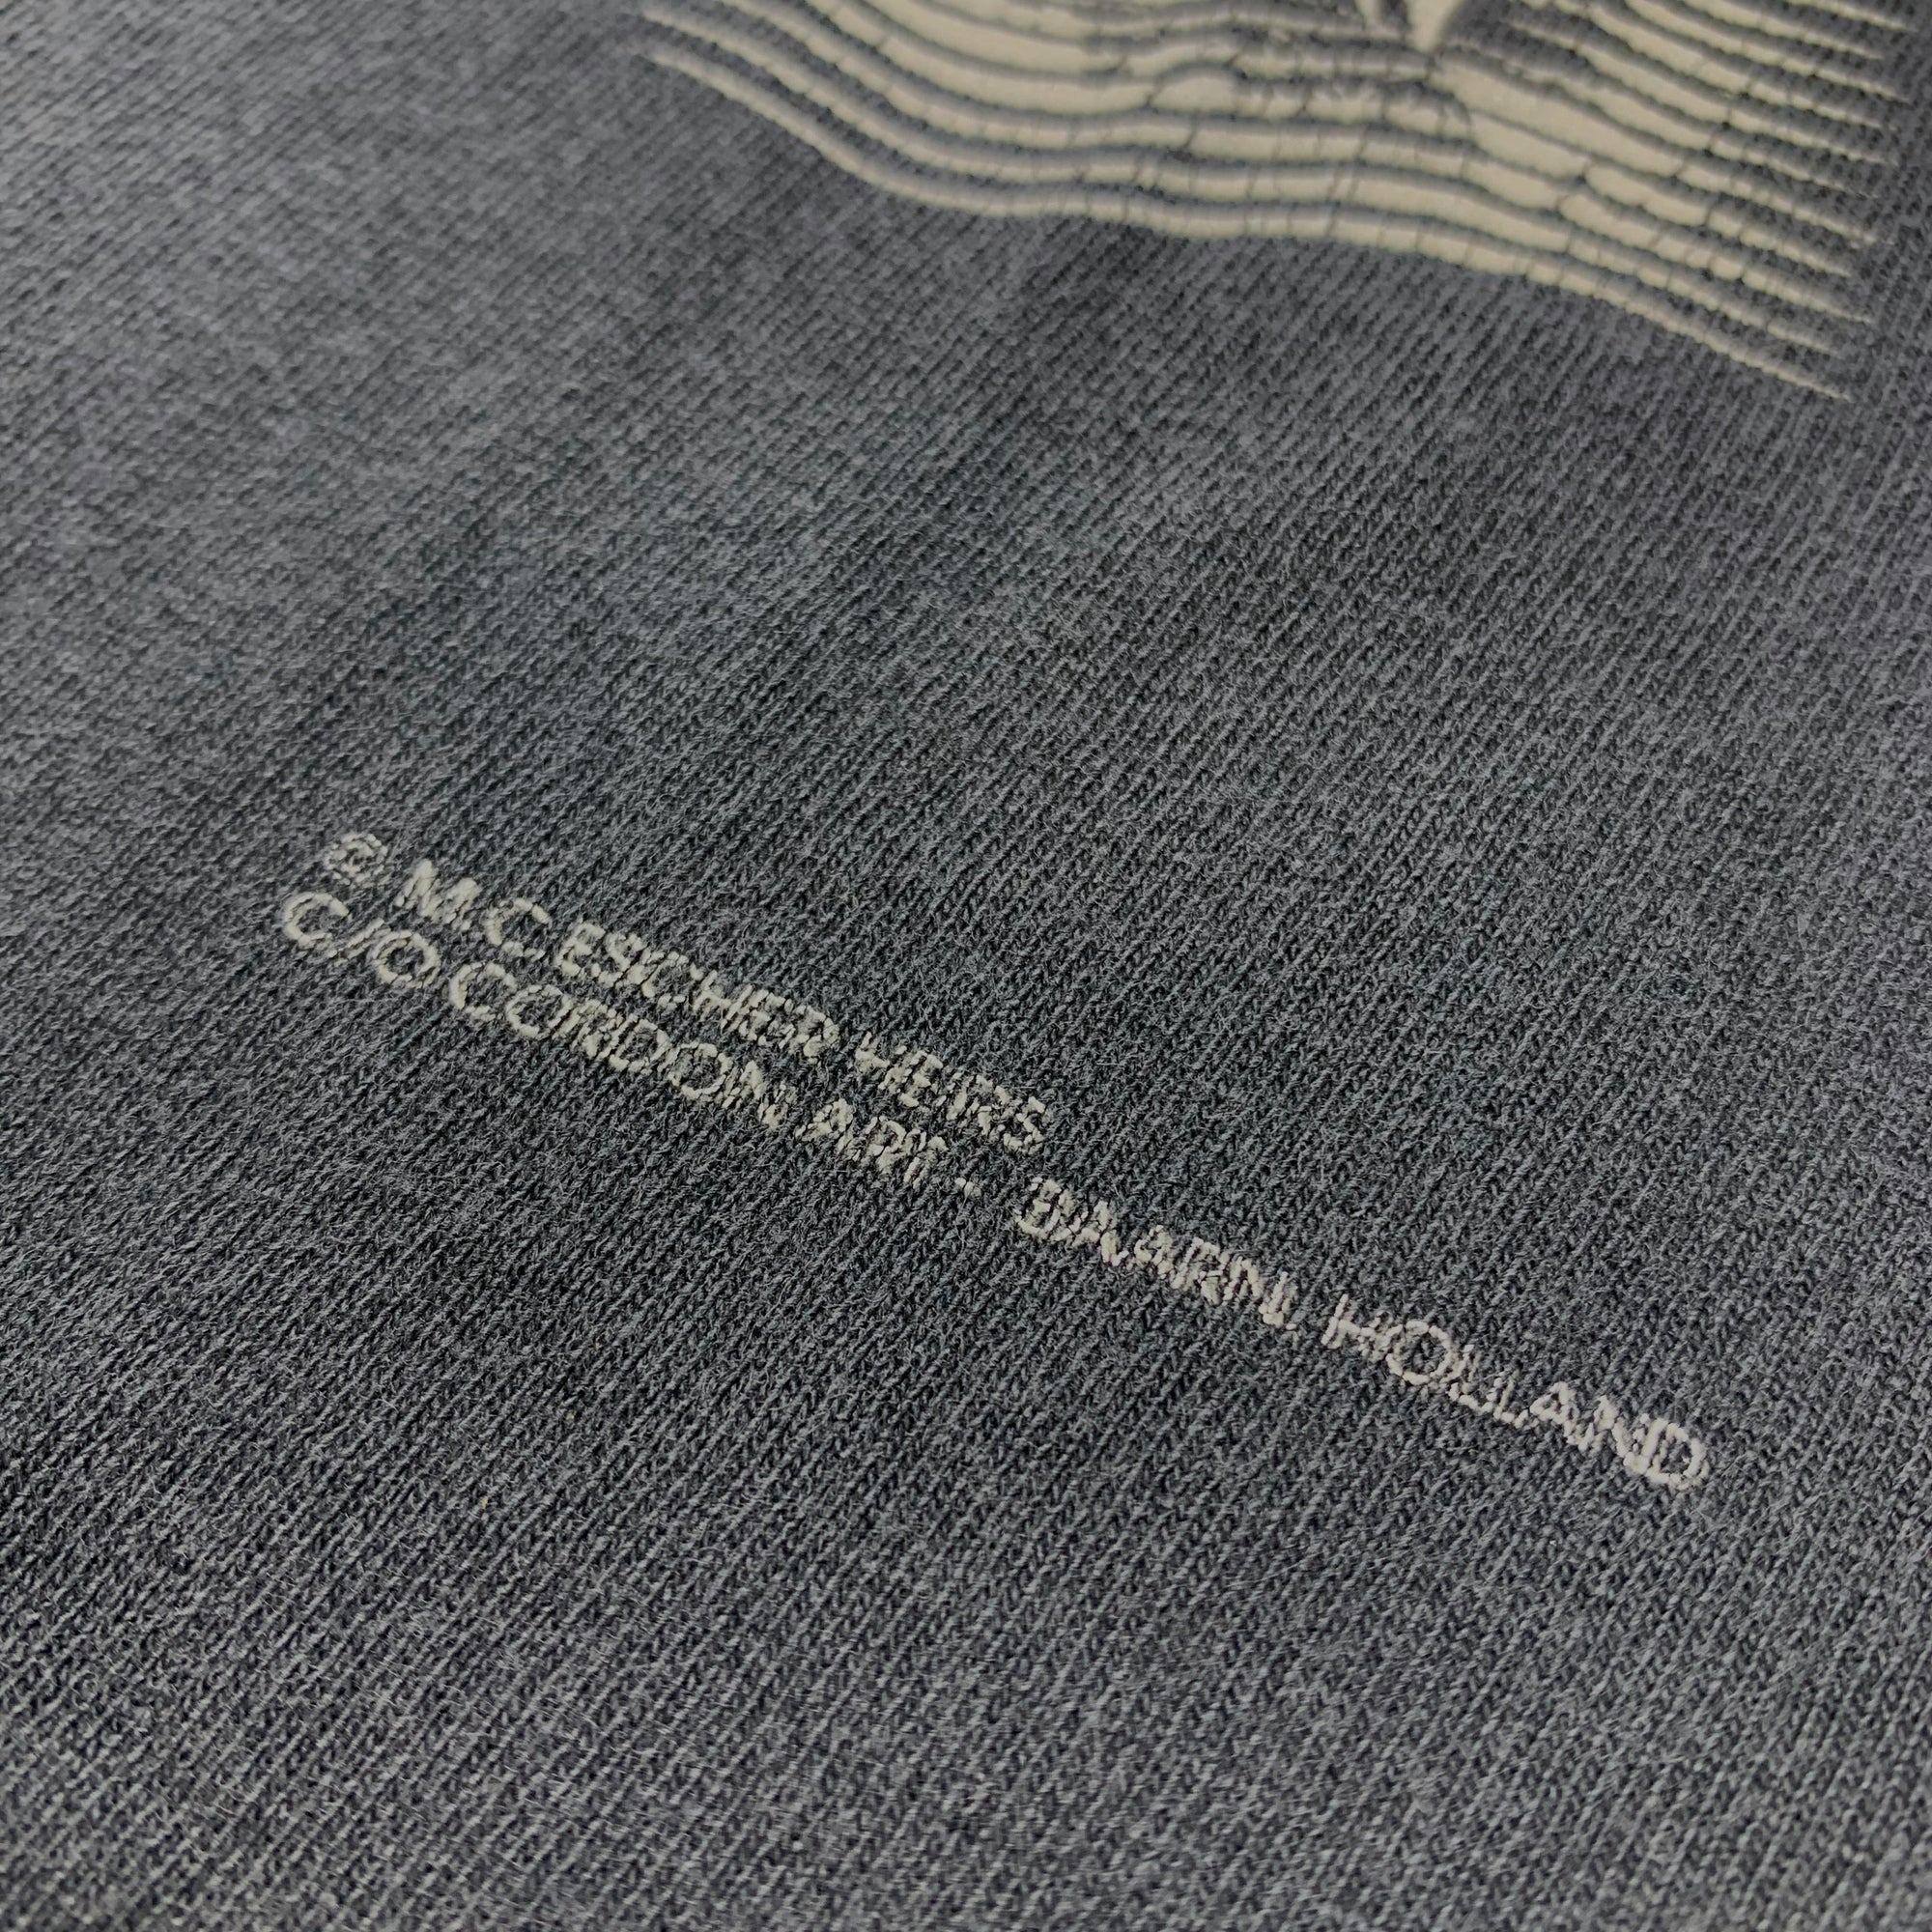 © M C ESCHER HEIRS
C/O CORDON ART - BAARN, HOLLAND